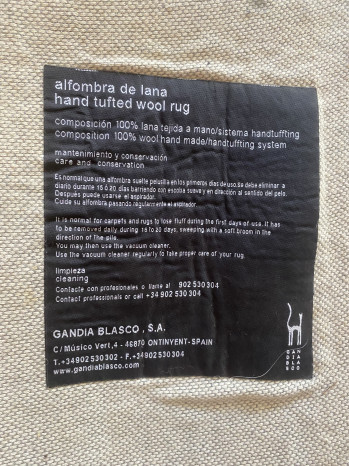 alfombra de lana
hand tufted wool rug
composición 100% lana tejida a mano/sistema handtuffting
composition 100% wool hand made/handtuffting system
mantenimiento y conservación
care and conservation
Es normal que una alfombra suelte pelusilla en los primeros días de uso. Se debe eliminar a
diario durante 15 ó 20 días barriendo con escoba suave y en dirección al sentido del pelo.
Después puede usarse el aspirador.
Cuide su alfombra pasando regularmente el aspirador.
It is normal for carpets and rugs to lose fluff during the first days of use. It has
to be removed daily during 15 to 20 days, sweeping with a soft broom in the
direction of the pile.
You may then use the vacuum cleaner.
Use the vacuum cleaner regularly to take proper care of your rug.
limpieza
cleaning
Contacte con profesionales o llame al 902 530 304
Contact professionals or call +34 902 530 304
GANDIA BLASCO, S.A.
C/Músico Vert, 4 - 46870 ONTINYENT-SPAIN
T.+34902530302 - F.+34902530304
www.gandiablasco.com
GAN
DIA
BLA
SCO